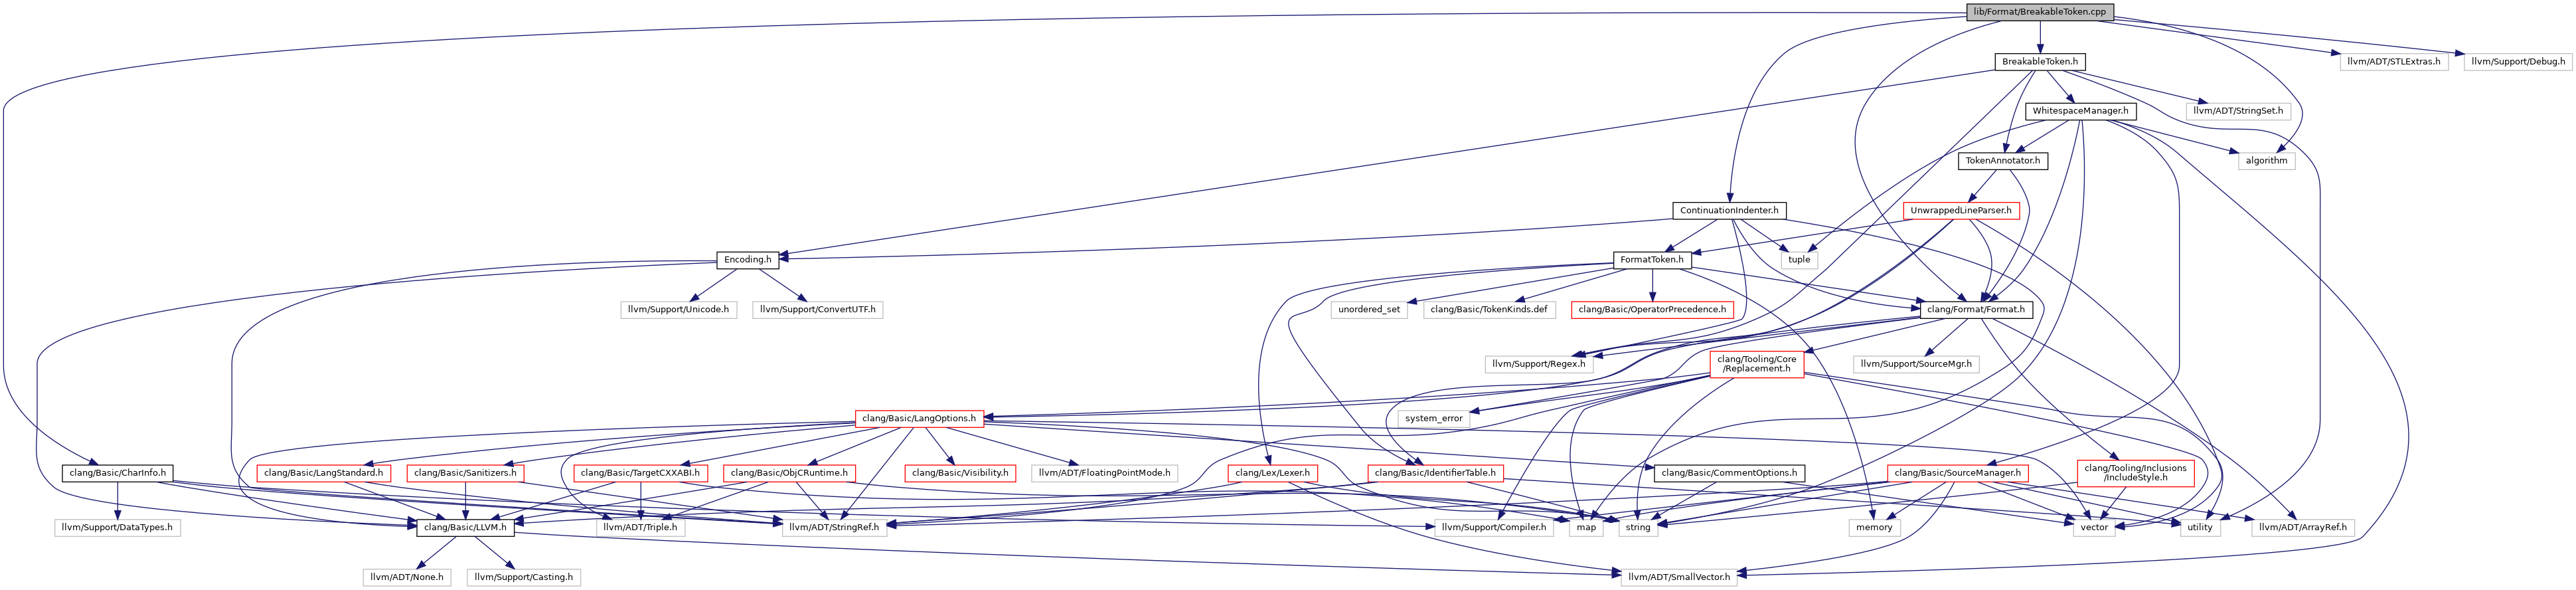 lib/Format/BreakableToken.cpp
BreakableToken.h
llvm/ADT/STLExtras.h
llvm/Support/Debug.h
WhitespaceManager.h
llvm/ADT/StringSet.h
TokenAnnotator.h
algorithm
ContinuationIndenter.h
UnwrappedLineParser.h
Encoding.h
FormatToken.h
tuple
llvm/Support/Unicode.h
llvm/Support/ConvertUTF.h
unordered_set
clang/Basic/TokenKinds.def
clang/Basic/OperatorPrecedence.h
clang/Format/Format.h
llvm/Support/Regex.h
clang/Tooling/Core
/Replacement.h
llvm/Support/SourceMgr.h
clang/Basic/LangOptions.h
system_error
clang/Basic/CharInfo.h
clang/Basic/LangStandard.h
clang/Basic/Sanitizers.h
clang/Basic/TargetCXXABI.h
clang/Basic/ObjCRuntime.h
clang/Basic/Visibility.h
llvm/ADT/FloatingPointMode.h
clang/Lex/Lexer.h
clang/Basic/IdentifierTable.h
clang/Basic/CommentOptions.h
clang/Basic/SourceManager.h
clang/Tooling/Inclusions
/IncludeStyle.h
llvm/Support/DataTypes.h
clang/Basic/LLVM.h
llvm/ADT/Triple.h
llvm/ADT/StringRef.h
llvm/Support/Compiler.h
map
string
memory
vector
utility
llvm/ADT/ArrayRef.h
llvm/ADT/None.h
llvm/Support/Casting.h
llvm/ADT/SmallVector.h